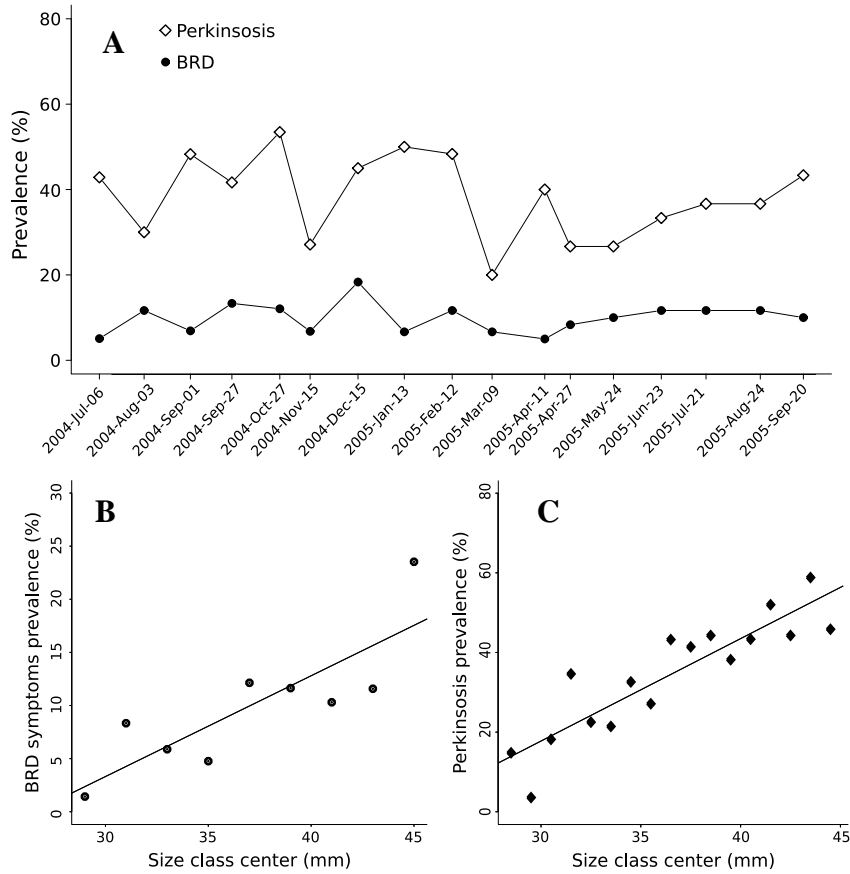 A
Perkinsosis
BRD
Prevalence (%)
80
60
40
20
0
2004-Jul-06
2004-Aug-03
2004-Sep-01
2004-Sep-27
2004-Oct-27
2004-Nov-15
2004-Dec-15
2005-Jan-13
2005-Feb-12
2005-Mar-09
2005-Apr-11
2005-Apr-27
2005-May-24
2005-Jun-23
2005-Jul-21
2005-Aug-24
2005-Sep-20
B
BRD symptoms prevalence (%)
30
25
20
15
10
5
0
30
35
40
45
Size class center (mm)
C
Perkinsosis prevalence (%)
80
60
40
20
0
30
35
40
45
Size class center (mm)